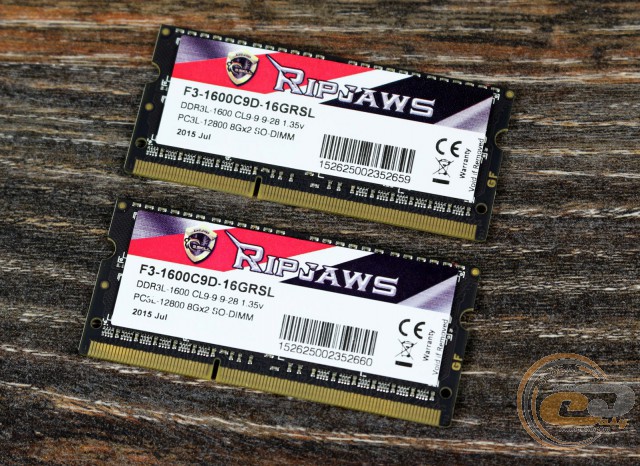 RIPJAWS
F3-1600C9D-16GRSL
DDR3L-1600 CL9-9 9-28 1.35v
PC3L-12800 8Gx2 SO-DIMM
2015 Jul
152625002352659
CE
Warranty
Void if Removed
GF
RIPJAWS
F3-1600C9D-16GRSL
DDR3L-1600 CL9-9 9-28 1.35v
PC3L-12800 8Gx2 SO-DIMM
2015 Jul
152625002352660
CE
Warranty
Void if Removed
GF